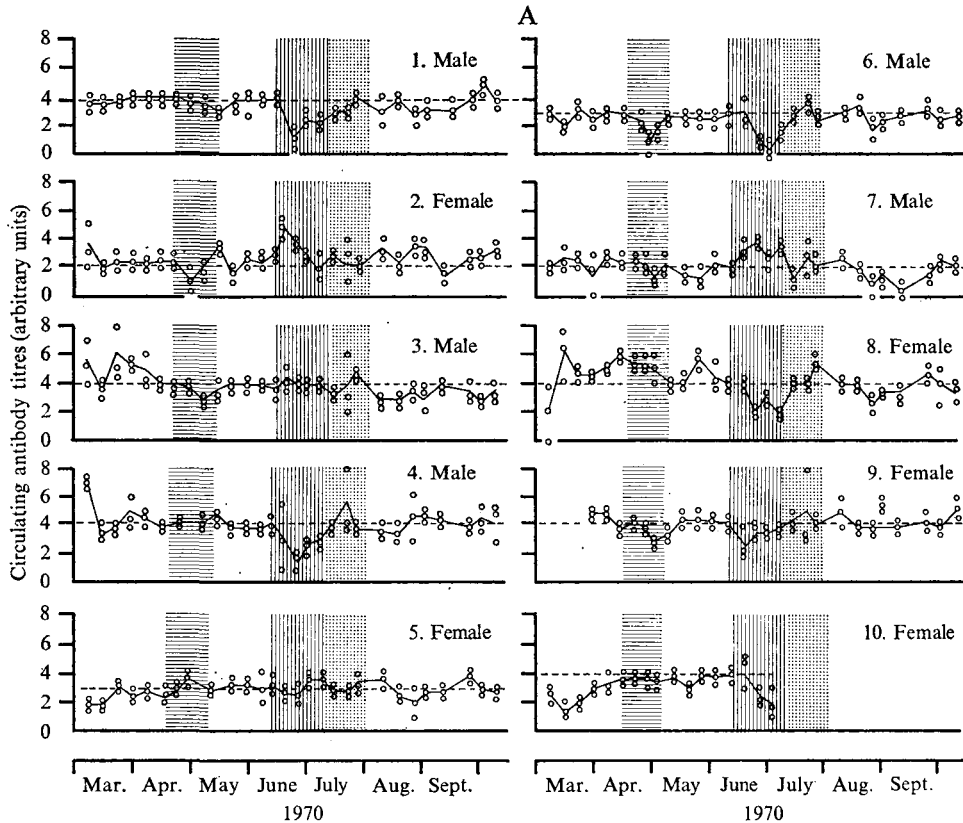 A
Circulating antibody titres (arbitrary units)
8
6
4
2
0
1. Male
6. Male
8
6
4
2
0
2. Female
7. Male
8
6
4
2
0
3. Male
8. Female
8
6
4
2
0
4. Male
9. Female
8
6
4
2
0
5. Female
10. Female
Mar. Apr. May June July Aug. Sept.
Mar. Apr. May June July Aug. Sept.
1970
1970